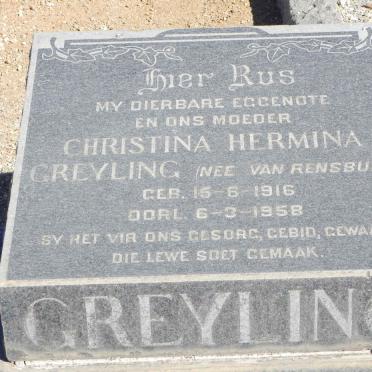 Hier Rus
MY DIERBARE EGGENOTE
EN ONS MOEDER
CHRISTINA HERMINA
GREYLING (NEE VAN RENSBU
GEB. 15-6-1916
OORL. 6-3-1958
SY HET VIR ONS GESORG, GEBID, GEWA
DIE LEWE SOET GEMAAK.
GREYLING